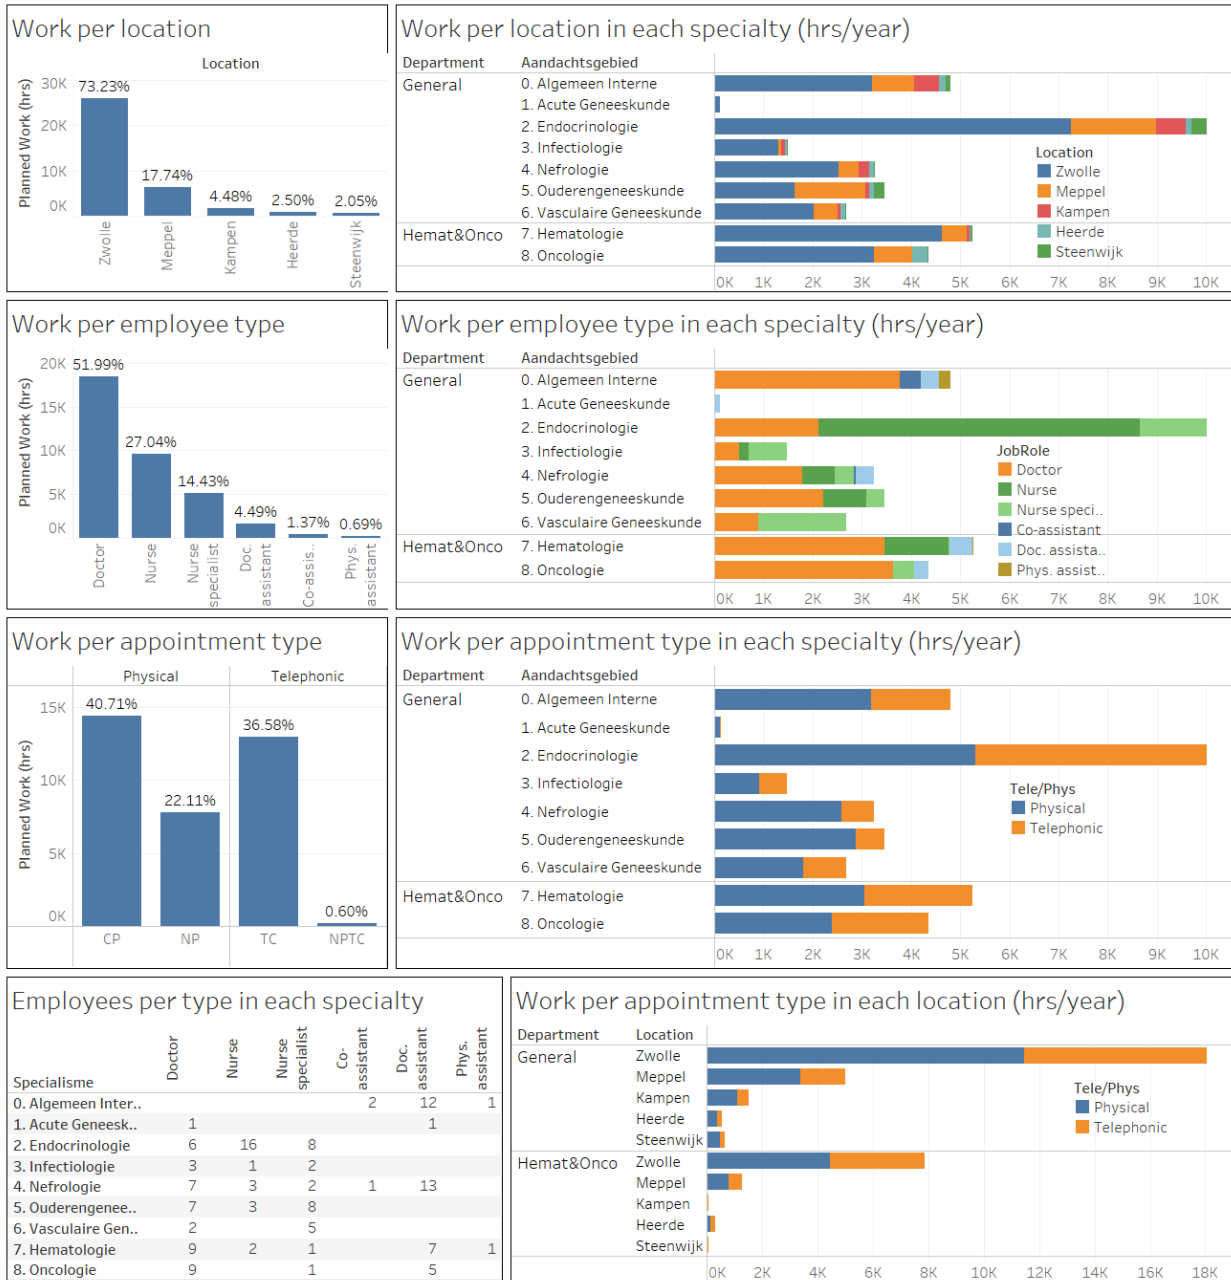 Work per location
Location
Planned Work (hrs)
30K
20K
10K
0K
73.23%
17.74%
4.48%
2.50%
2.05%
Zwolle
Meppel
Kampen
Heerde
Steenwijk
Work per location in each specialty (hrs/year)
Department Aandachtsgebied
General 0. Algemeen Interne
1. Acute Geneeskunde
2. Endocrinologie
3. Infectiologie
4. Nefrologie
5. Ouderengeneeskunde
6. Vasculaire Geneeskunde
Hemat&Onco 7. Hematologie
8. Oncologie
0K 1K 2K 3K 4K 5K 6K 7K 8K 9K 10K
Location
Zwolle
Meppel
Kampen
Heerde
Steenwijk
Work per employee type
Planned Work (hrs)
20K
15K
10K
5K
0K
51.99%
27.04%
14.43%
4.49%
1.37%
0.69%
Doctor
Nurse
Nurse
specialist
Doc.
assistant
Co-assis..
Phys.
assistant
Work per employee type in each specialty (hrs/year)
Department Aandachtsgebied
General 0. Algemeen Interne
1. Acute Geneeskunde
2. Endocrinologie
3. Infectiologie
4. Nefrologie
5. Ouderengeneeskunde
6. Vasculaire Geneeskunde
Hemat&Onco 7. Hematologie
8. Oncologie
0K 1K 2K 3K 4K 5K 6K 7K 8K 9K 10K
JobRole
Doctor
Nurse
Nurse speci..
Co-assistant
Doc. assista..
Phys. assist..
Work per appointment type
Physical Telephonic
Planned Work (hrs)
15K
10K
5K
0K
40.71%
22.11%
36.58%
0.60%
CP NP TC NPTC
Work per appointment type in each specialty (hrs/year)
Department Aandachtsgebied
General 0. Algemeen Interne
1. Acute Geneeskunde
2. Endocrinologie
3. Infectiologie
4. Nefrologie
5. Ouderengeneeskunde
6. Vasculaire Geneeskunde
Hemat&Onco 7. Hematologie
8. Oncologie
0K 1K 2K 3K 4K 5K 6K 7K 8K 9K 10K
Tele/Phys
Physical
Telephonic
Employees per type in each specialty
Specialisme
Doctor
Nurse
Nurse
specialist
Co-
assistant
Doc.
assistant
Phys.
assistant
0. Algemeen Inter.. 2 12 1
1. Acute Geneesk.. 1 1
2. Endocrinologie 6 16 8
3. Infectiologie 3 1 2
4. Nefrologie 7 3 2 1 13
5. Ouderengenee.. 7 3 8
6. Vasculaire Gen.. 2 5
7. Hematologie 9 2 1 7 1
8. Oncologie 9 1 5
Work per appointment type in each location (hrs/year)
Department Location
General Zwolle
Meppel
Kampen
Heerde
Steenwijk
Hemat&Onco Zwolle
Meppel
Kampen
Heerde
Steenwijk
0K 2K 4K 6K 8K 10K 12K 14K 16K 18K
Tele/Phys
Physical
Telephonic